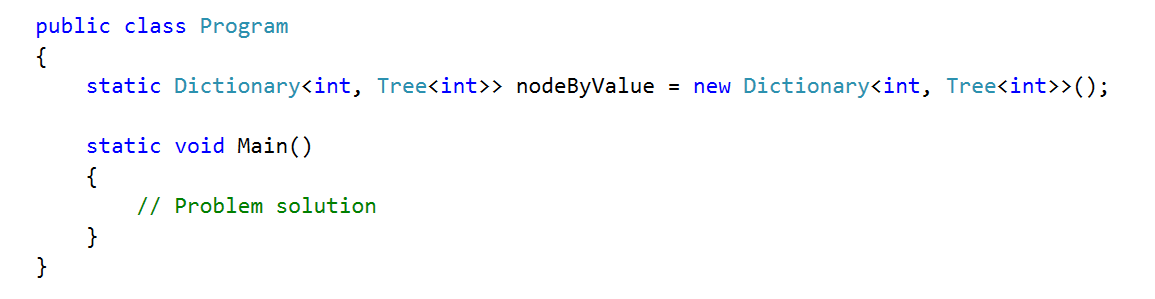 public class Program
{
    static Dictionary<int, Tree<int>> nodeByValue = new Dictionary<int, Tree<int>>();
    static void Main()
    {
        // Problem solution
    }
}